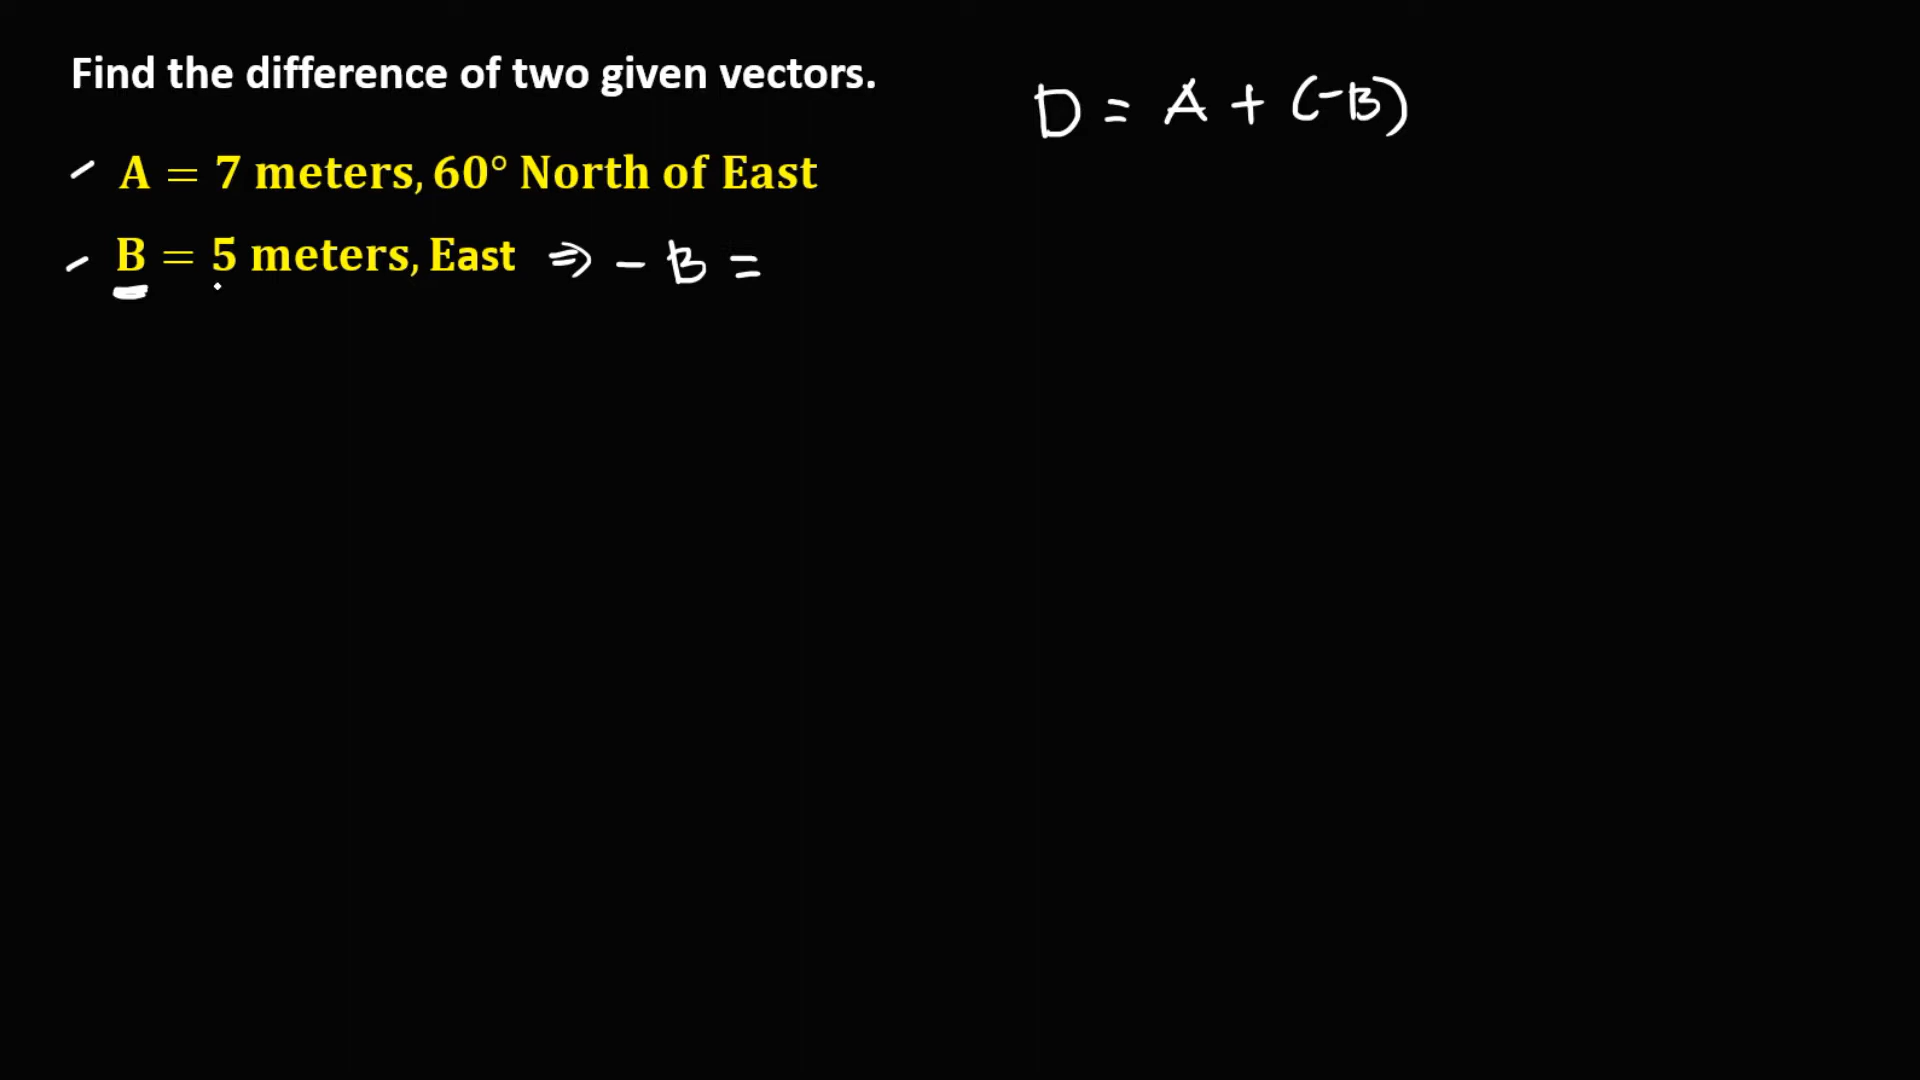 Find the difference of two given vectors.
D = A + (-B)
A = 7 meters, 60° North of East
B = 5 meters, East ⇒ - B =